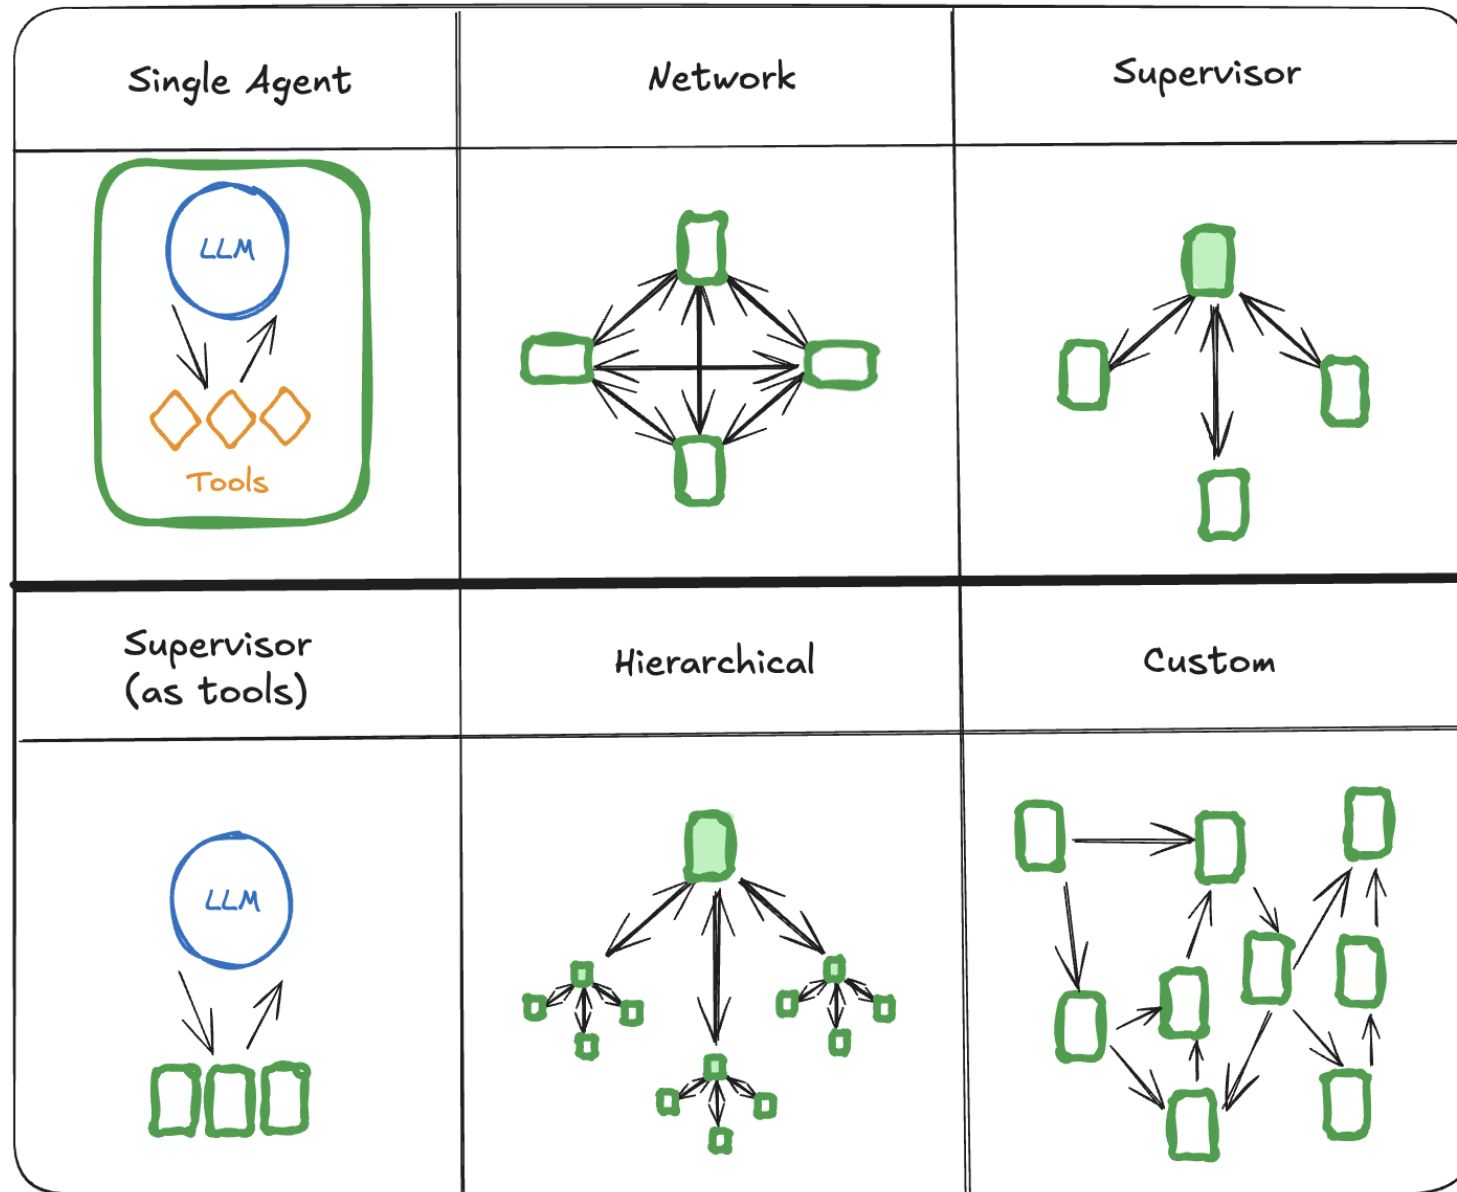 Single Agent
Network
Supervisor
LLM
Tools
Supervisor
(as tools)
Hierarchical
Custom
LLM